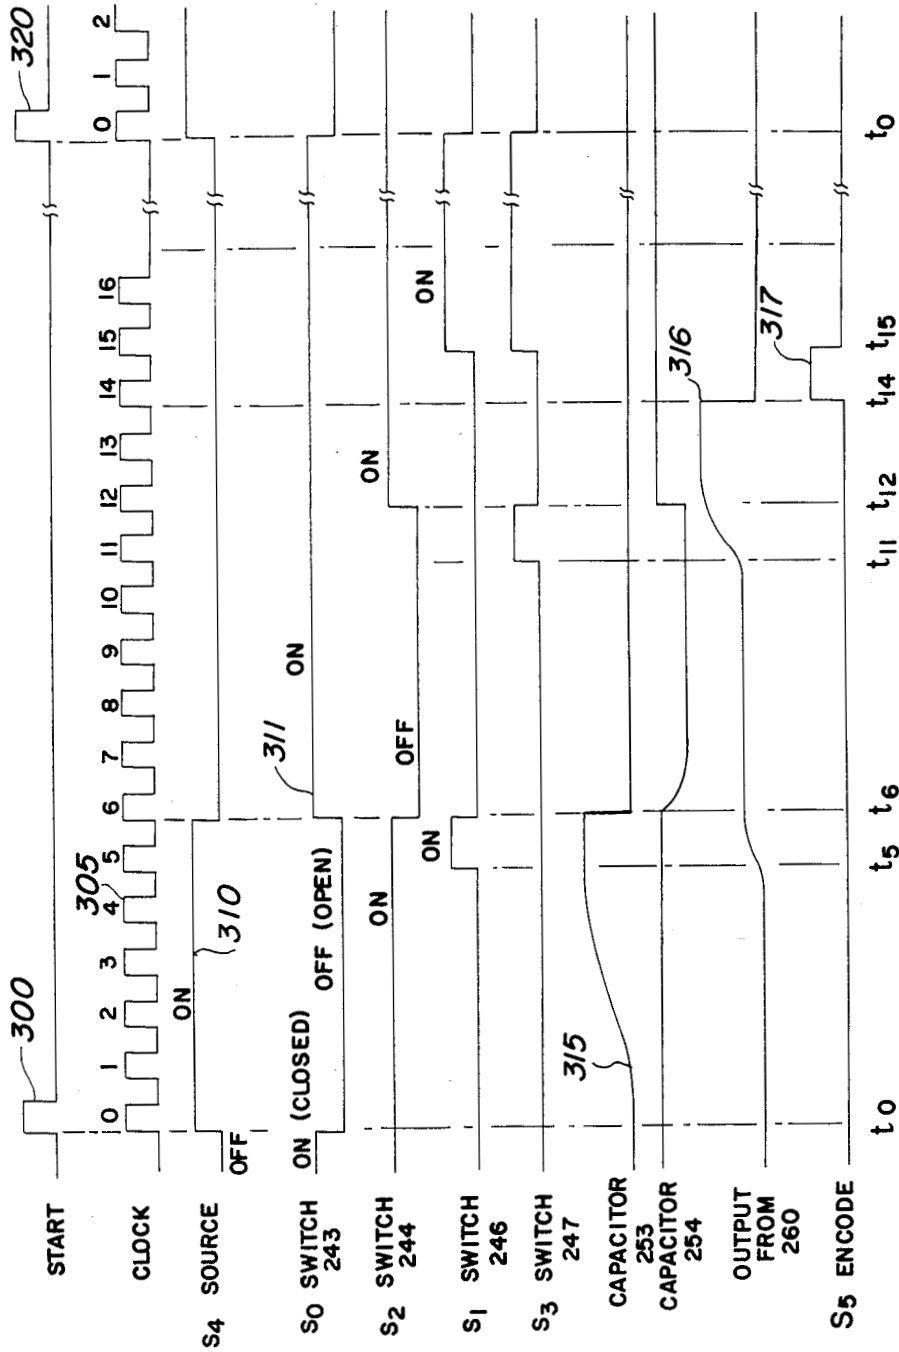 START
300
320
CLOCK
0 1 2 3 4 5 6 7 8 9 10 11 12 13 14 15 16
0 1 2
305
S4 SOURCE
OFF
ON
310
S0 SWITCH 243
ON (CLOSED)
OFF (OPEN)
311
ON
S2 SWITCH 244
ON
OFF
ON
S1 SWITCH 246
ON
ON
S3 SWITCH 247
CAPACITOR 253
315
CAPACITOR 254
OUTPUT FROM 260
316
S5 ENCODE
317
t0 t5 t6 t11 t12 t14 t15 t0